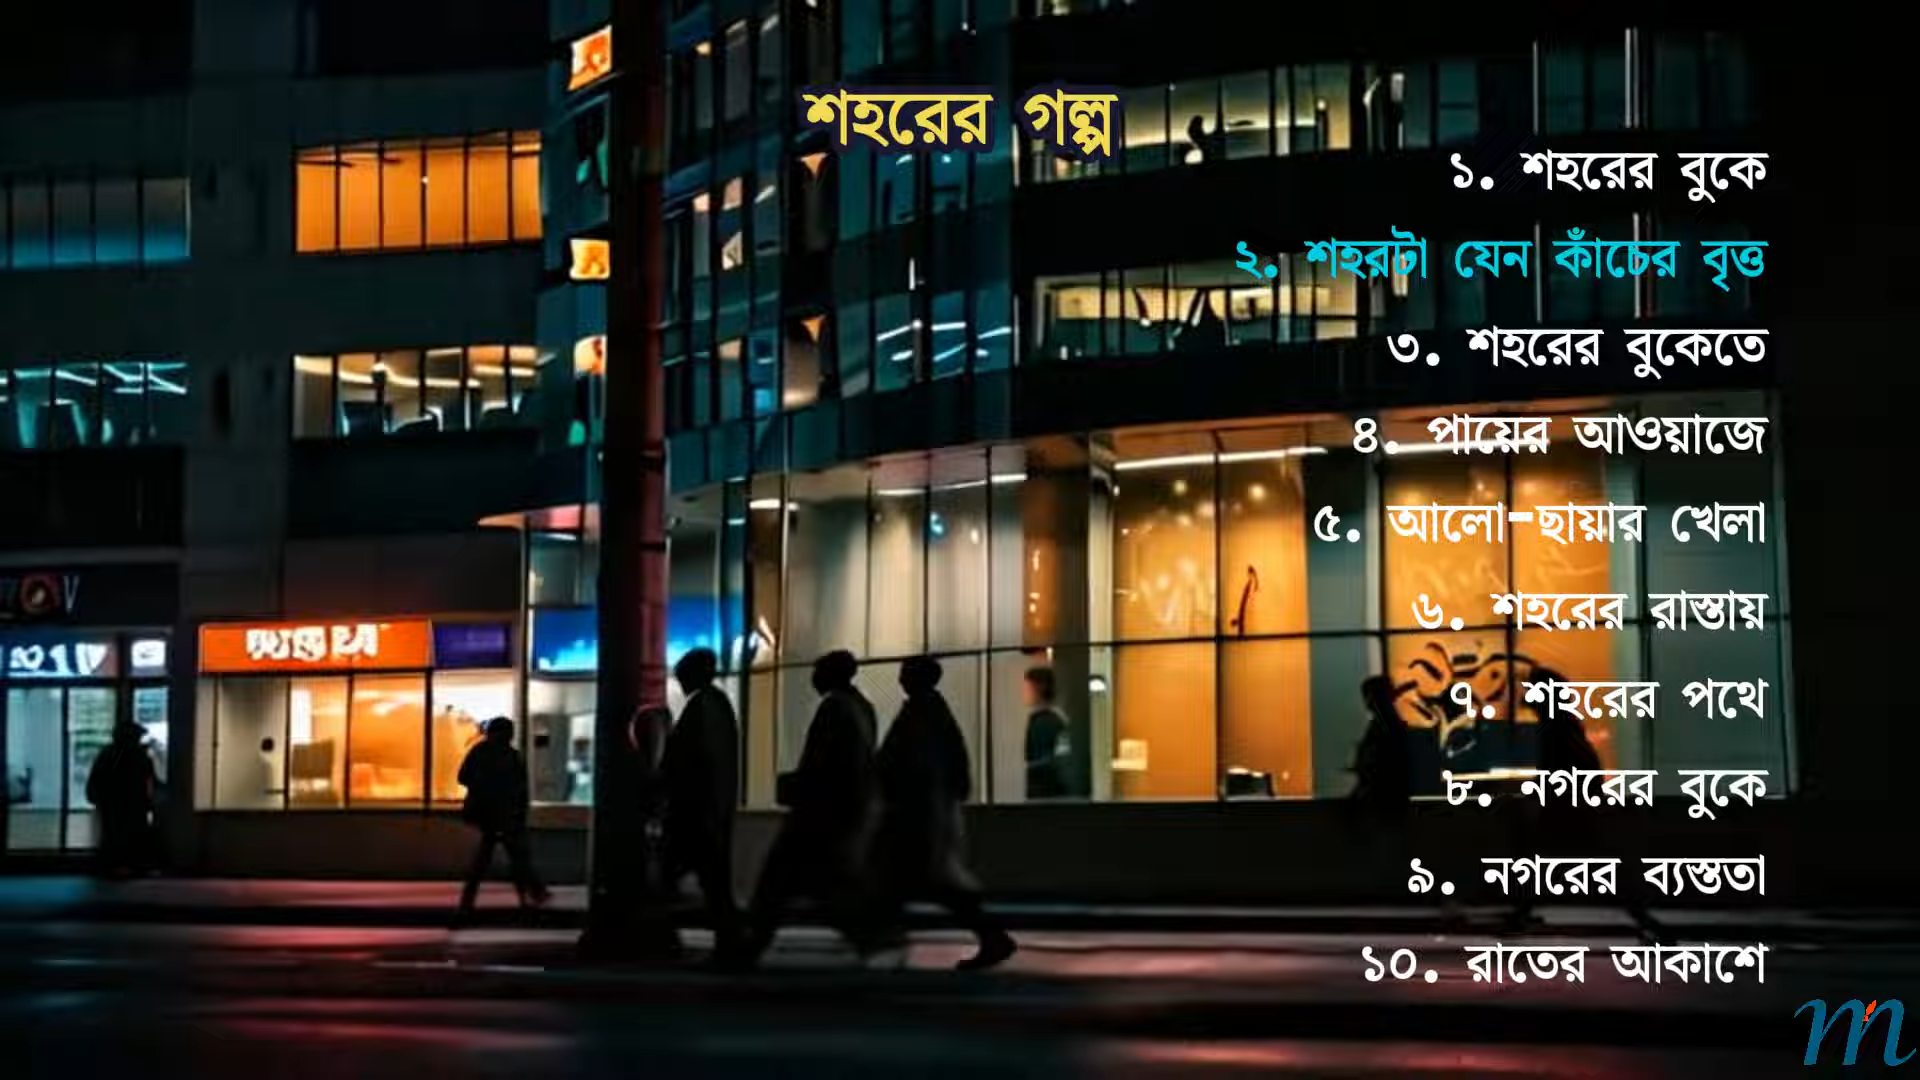 শহরের গল্প
১. শহরের বুকে
২. শহরটা যেন কাঁচের বৃত্ত
৩. শহরের বুকেতে
৪. পায়ের আওয়াজে
৫. আলো-ছায়ার খেলা
৬. শহরের রাস্তায়
৭. শহরের পথে
৮. নগরের বুকে
৯. নগরের ব্যস্ততা
১০. রাতের আকাশে
m